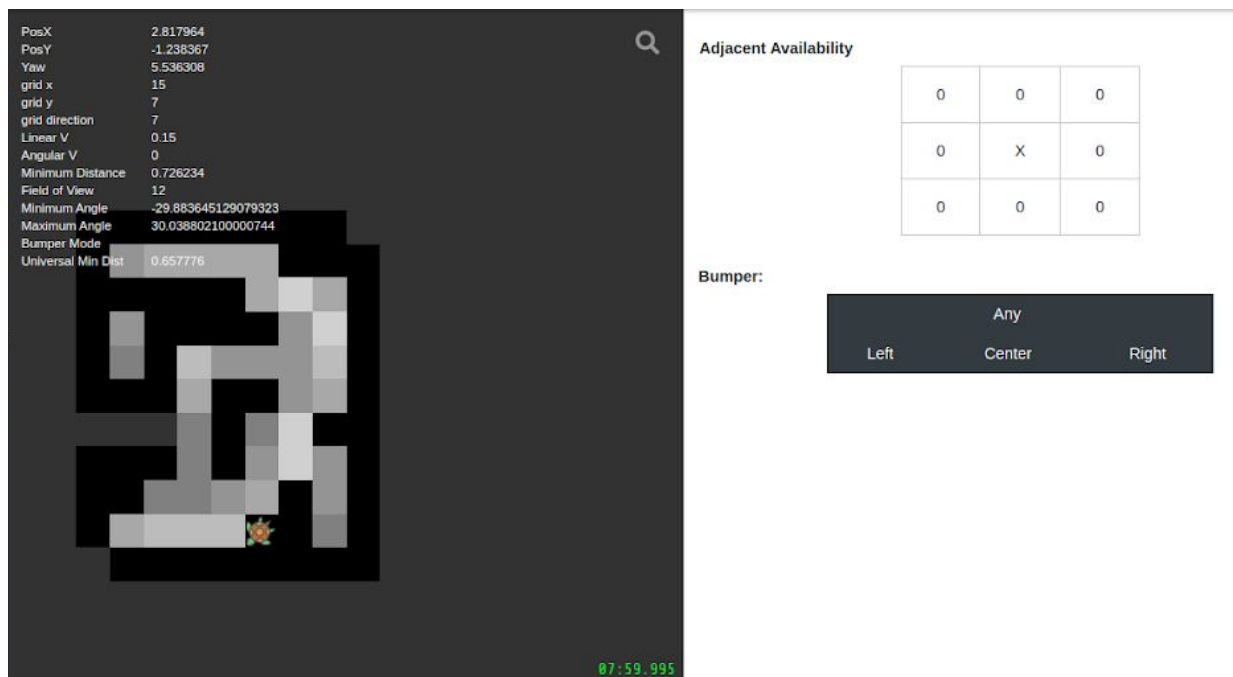 PosX 2.817964
PosY -1.238367
Yaw 5.536308
grid x 15
grid y 7
grid direction 7
Linear V 0.15
Angular V 0
Minimum Distance 0.726234
Field of View 12
Minimum Angle -29.883645129079323
Maximum Angle 30.038802100000744
Bumper Mode
Universal Min Dist 0.657776
07:59.995
Adjacent Availability
0 0 0
0 X 0
0 0 0
Bumper:
Any
Left Center Right